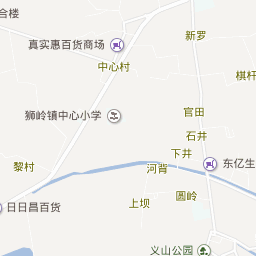 合楼
新罗
真实惠百货商场
中心村
棋杆
狮岭镇中心小学
官田
石井
下井
黎村
河背
东亿生
圆岭
上坝
日日昌百货
义山公园